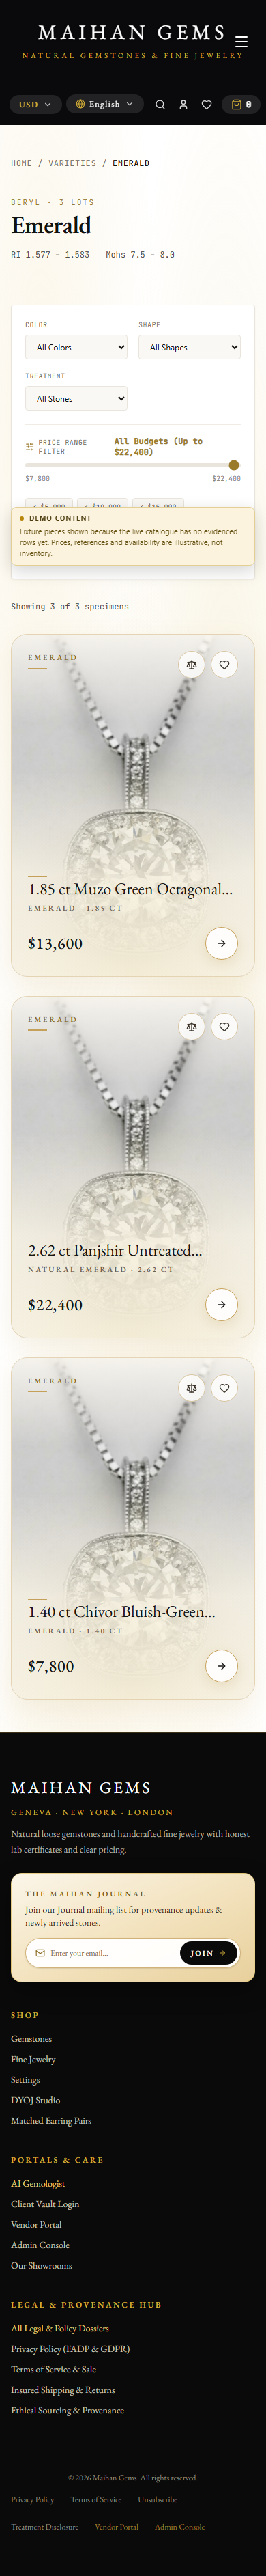 MAIHAN GEMS
NATURAL GEMSTONES & FINE JEWELRY
USD English 0
HOME / VARIETIES / EMERALD
BERYL · 3 LOTS
Emerald
RI 1.577 – 1.583 Mohs 7.5 – 8.0
COLOR SHAPE
All Colors All Shapes
TREATMENT
All Stones
PRICE RANGE FILTER All Budgets (Up to $22,400)
$7,800 $22,400
DEMO CONTENT
Fixture pieces shown because the live catalogue has no evidenced
rows yet. Prices, references and availability are illustrative, not
inventory.
Showing 3 of 3 specimens
EMERALD
1.85 ct Muzo Green Octagonal...
EMERALD · 1.85 CT
$13,600
EMERALD
2.62 ct Panjshir Untreated...
NATURAL EMERALD · 2.62 CT
$22,400
EMERALD
1.40 ct Chivor Bluish-Green...
EMERALD · 1.40 CT
$7,800
MAIHAN GEMS
GENEVA · NEW YORK · LONDON
Natural loose gemstones and handcrafted fine jewelry with honest
lab certificates and clear pricing.
THE MAIHAN JOURNAL
Join our Journal mailing list for provenance updates &
newly arrived stones.
Enter your email... JOIN
SHOP
Gemstones
Fine Jewelry
Settings
DYOJ Studio
Matched Earring Pairs
PORTALS & CARE
AI Gemologist
Client Vault Login
Vendor Portal
Admin Console
Our Showrooms
LEGAL & PROVENANCE HUB
All Legal & Policy Dossiers
Privacy Policy (FADP & GDPR)
Terms of Service & Sale
Insured Shipping & Returns
Ethical Sourcing & Provenance
© 2026 Maihan Gems. All rights reserved.
Privacy Policy Terms of Service Unsubscribe
Treatment Disclosure Vendor Portal Admin Console